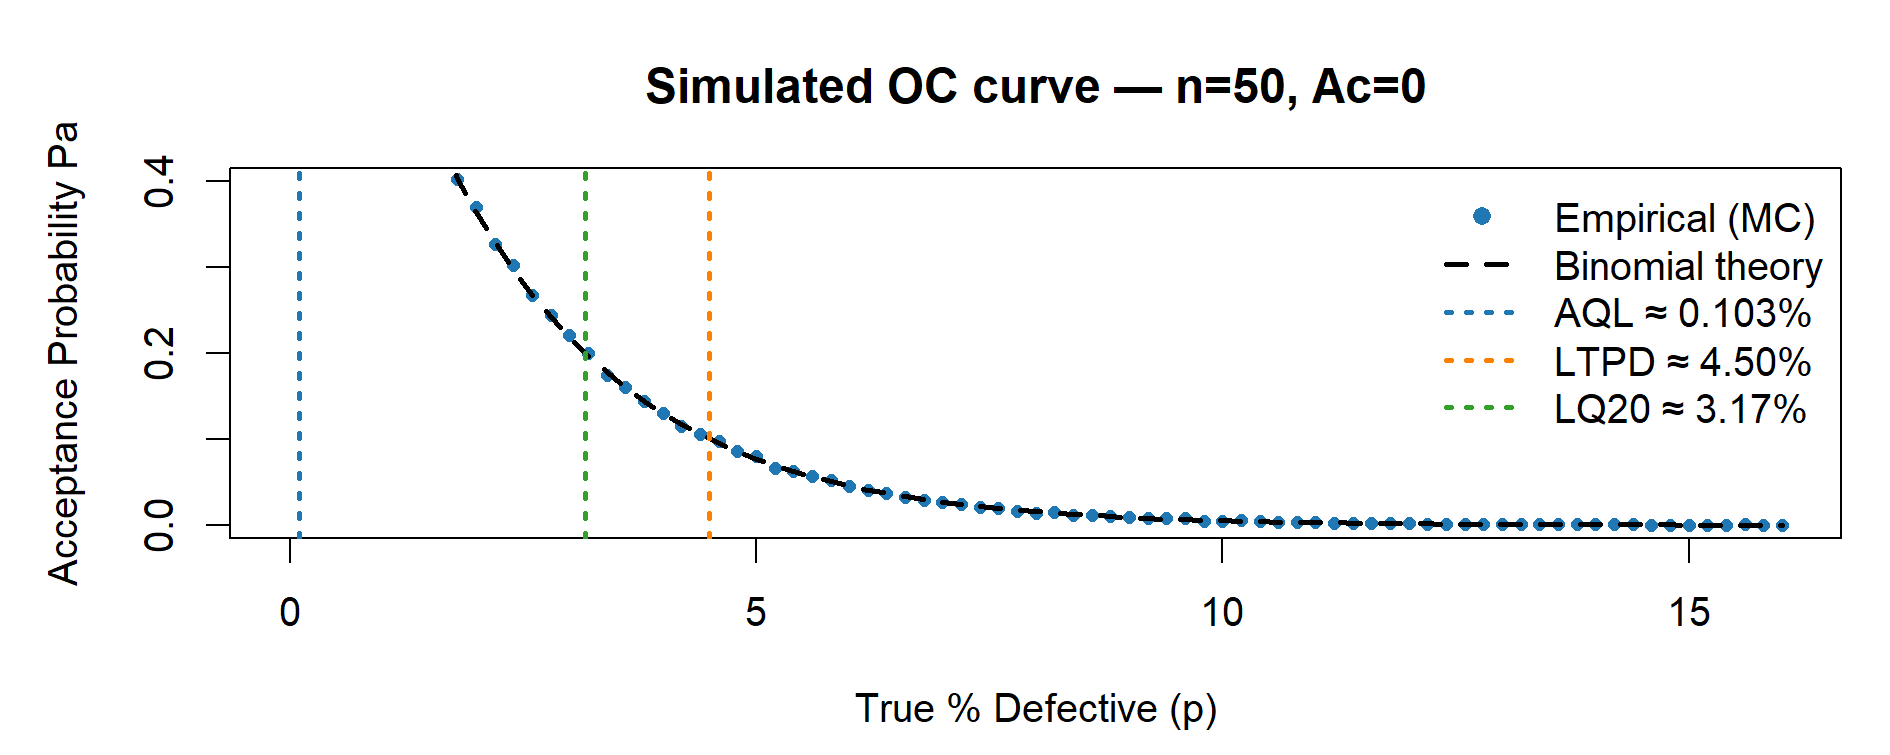 Simulated OC curve — n=50, Ac=0
Acceptance Probability Pa
0.4
0.2
0.0
Empirical (MC)
Binomial theory
AQL ≈ 0.103%
LTPD ≈ 4.50%
LQ20 ≈ 3.17%
0 5 10 15
True % Defective (p)